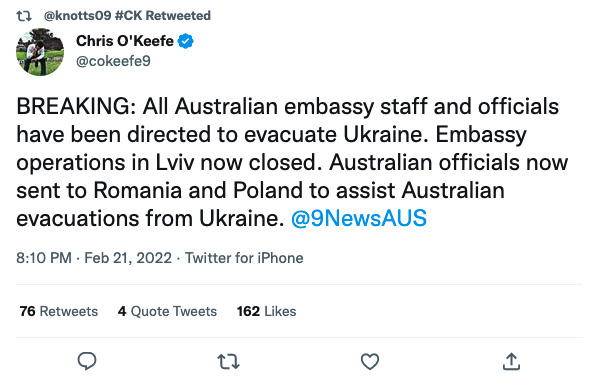 @knotts09 #CK Retweeted
Chris O'Keefe
@cokeefe9
BREAKING: All Australian embassy staff and officials
have been directed to evacuate Ukraine. Embassy
operations in Lviv now closed. Australian officials now
sent to Romania and Poland to assist Australian
evacuations from Ukraine. @9NewsAUS
8:10 PM · Feb 21, 2022 · Twitter for iPhone
76 Retweets 4 Quote Tweets 162 Likes